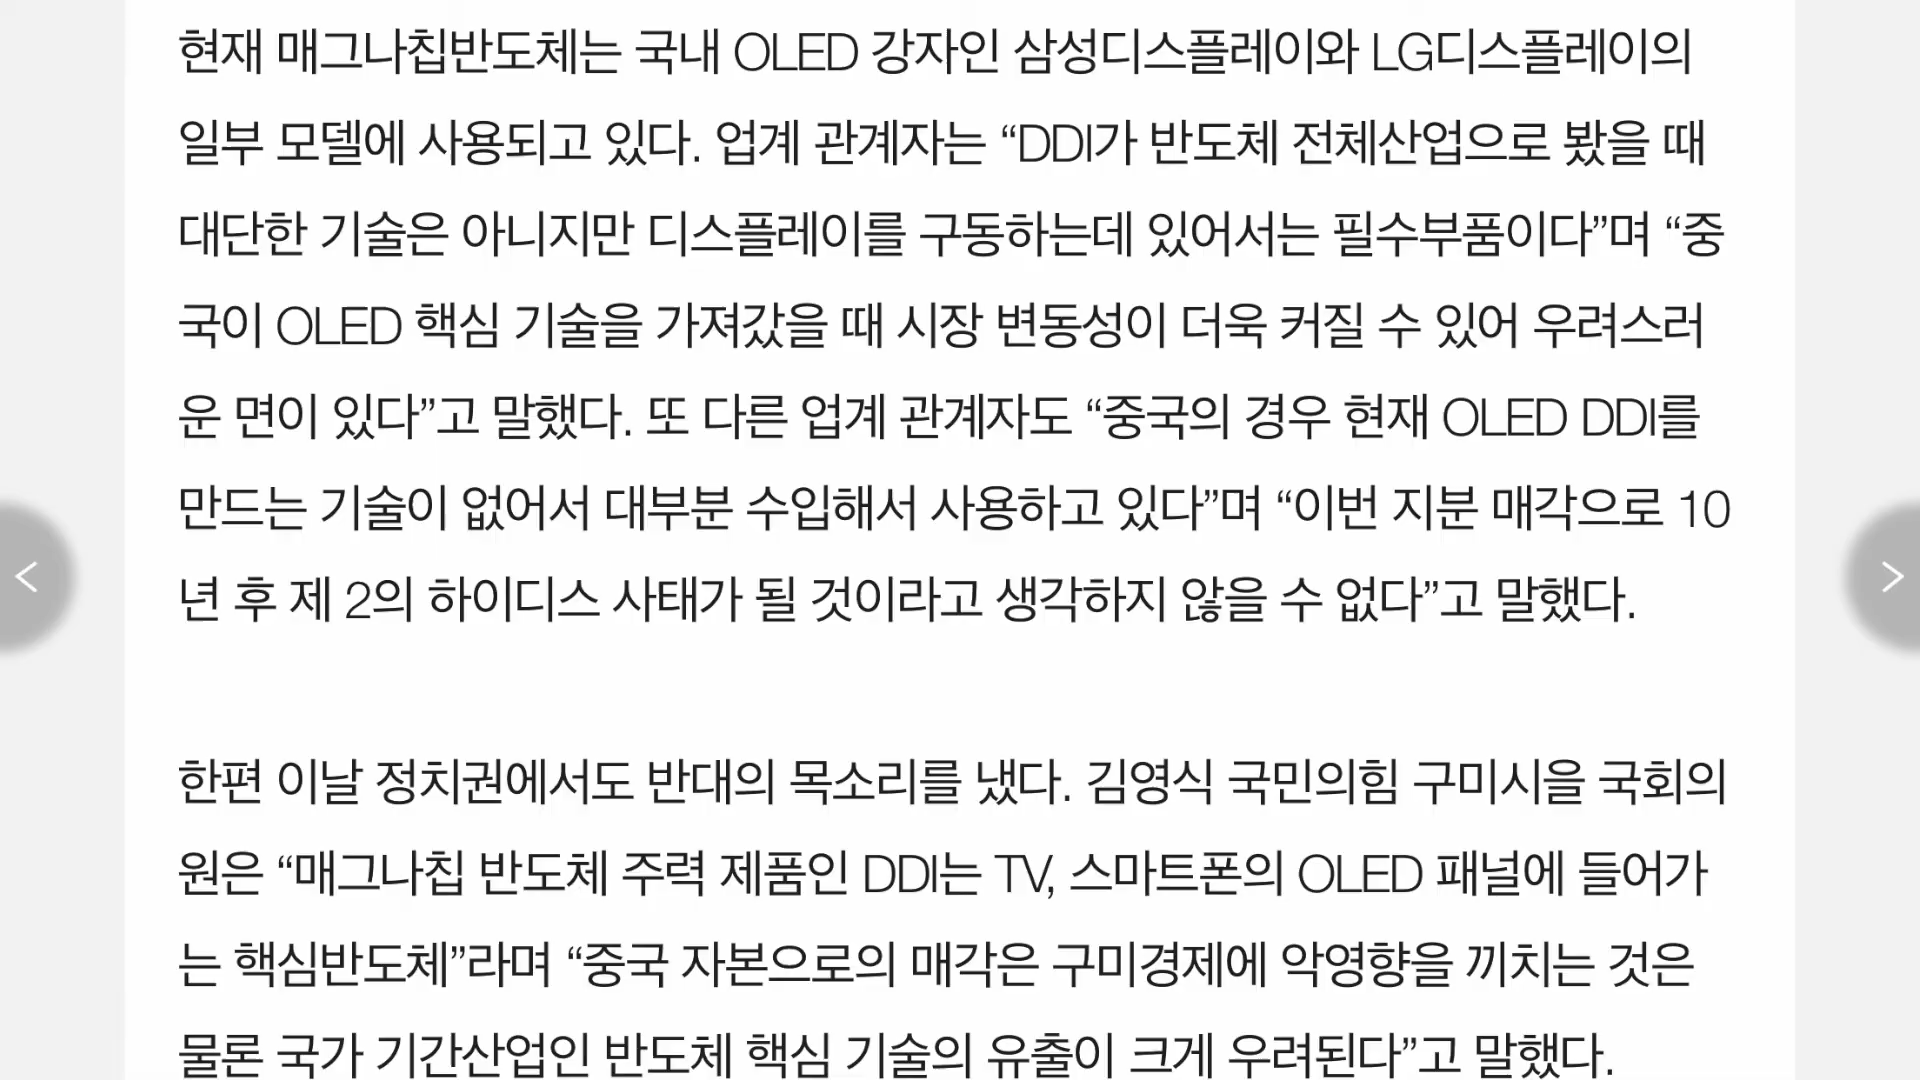 현재 매그나칩반도체는 국내 OLED 강자인 삼성디스플레이와 LG디스플레이의
일부 모델에 사용되고 있다. 업계 관계자는 “DDI가 반도체 전체산업으로 봤을 때
대단한 기술은 아니지만 디스플레이를 구동하는데 있어서는 필수부품이다”며 “중
국이 OLED 핵심 기술을 가져갔을 때 시장 변동성이 더욱 커질 수 있어 우려스러
운 면이 있다”고 말했다. 또 다른 업계 관계자도 “중국의 경우 현재 OLED DDI를
만드는 기술이 없어서 대부분 수입해서 사용하고 있다”며 “이번 지분 매각으로 10
년 후 제 2의 하이디스 사태가 될 것이라고 생각하지 않을 수 없다”고 말했다.
한편 이날 정치권에서도 반대의 목소리를 냈다. 김영식 국민의힘 구미시을 국회의
원은 “매그나칩 반도체 주력 제품인 DDI는 TV, 스마트폰의 OLED 패널에 들어가
는 핵심반도체”라며 “중국 자본으로의 매각은 구미경제에 악영향을 끼치는 것은
물론 국가 기간산업인 반도체 핵심 기술의 유출이 크게 우려된다”고 말했다.